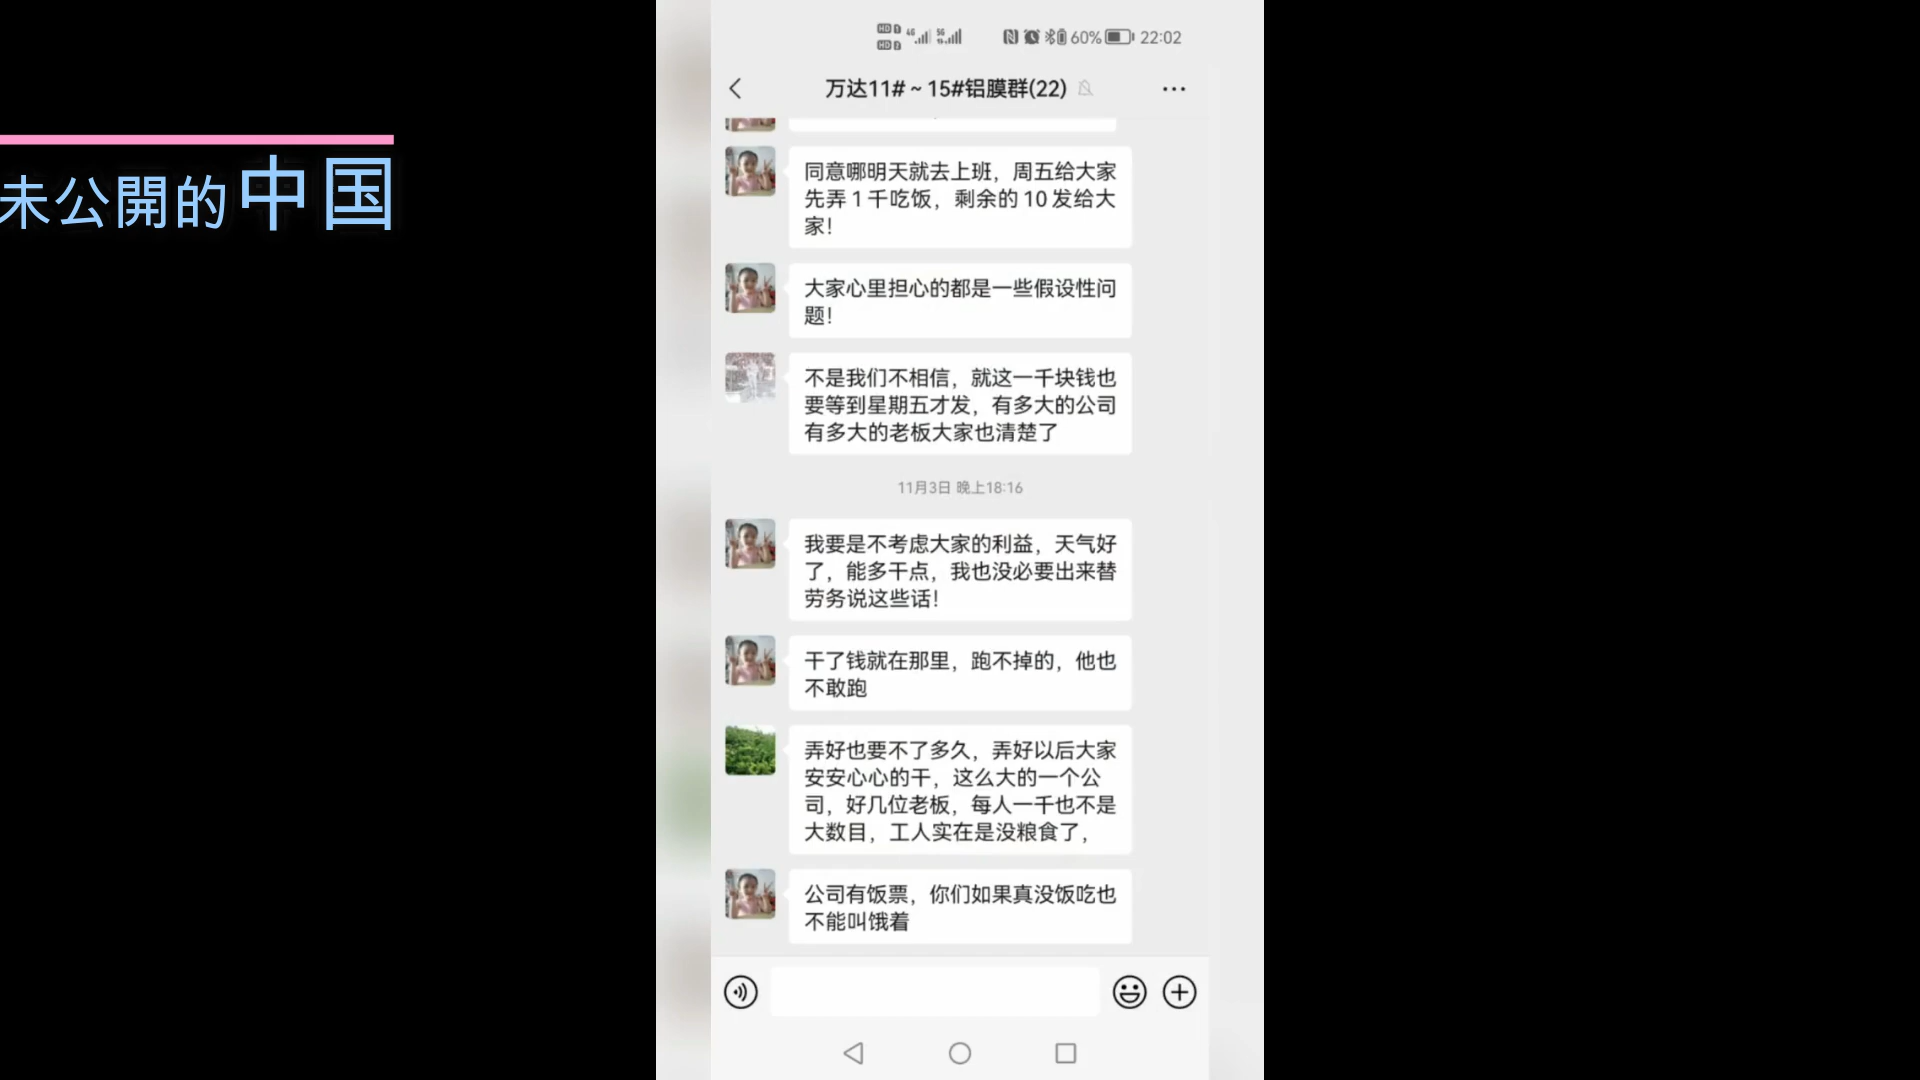 未公開的中国
4G 5G 60% 22:02
万达11#~15#铝膜群(22)
同意哪明天就去上班，周五给大家
先弄1千吃饭，剩余的10发给大
家！
大家心里担心的都是一些假设性问
题！
不是我们不相信，就这一千块钱也
要等到星期五才发，有多大的公司
有多大的老板大家也清楚了
11月3日 晚上18:16
我要是不考虑大家的利益，天气好
了，能多干点，我也没必要出来替
劳务说这些话！
干了钱就在那里，跑不掉的，他也
不敢跑
弄好也要不了多久，弄好以后大家
安安心心的干，这么大的一个公
司，好几位老板，每人一千也不是
大数目，工人实在是没粮食了，
公司有饭票，你们如果真没饭吃也
不能叫饿着